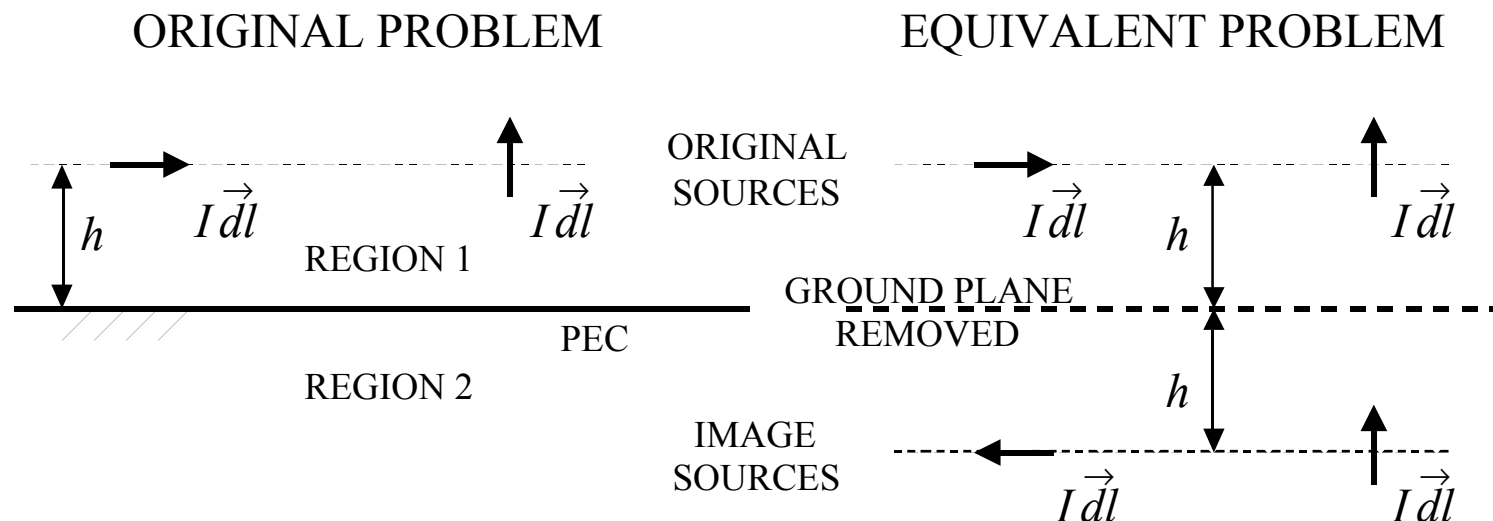 ORIGINAL PROBLEM
h
I dl
I dl
REGION 1
PEC
REGION 2
EQUIVALENT PROBLEM
ORIGINAL
SOURCES
I dl
h
I dl
GROUND PLANE
REMOVED
h
IMAGE
SOURCES
I dl
I dl